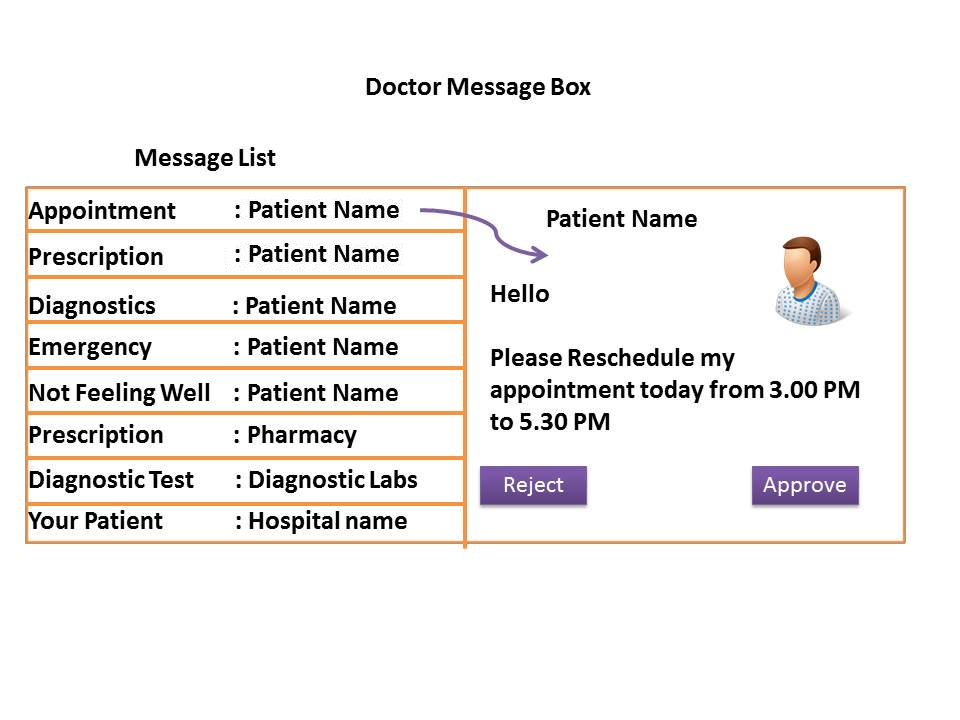 Doctor Message Box
Message List
Appointment : Patient Name
Prescription : Patient Name
Diagnostics : Patient Name
Emergency : Patient Name
Not Feeling Well : Patient Name
Prescription : Pharmacy
Diagnostic Test : Diagnostic Labs
Your Patient : Hospital name
Patient Name
Hello
Please Reschedule my
appointment today from 3.00 PM
to 5.30 PM
Reject Approve